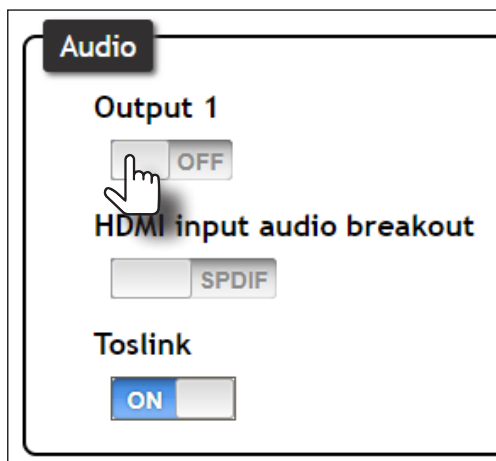 Audio
Output 1
OFF
HDMI input audio breakout
SPDIF
Toslink
ON